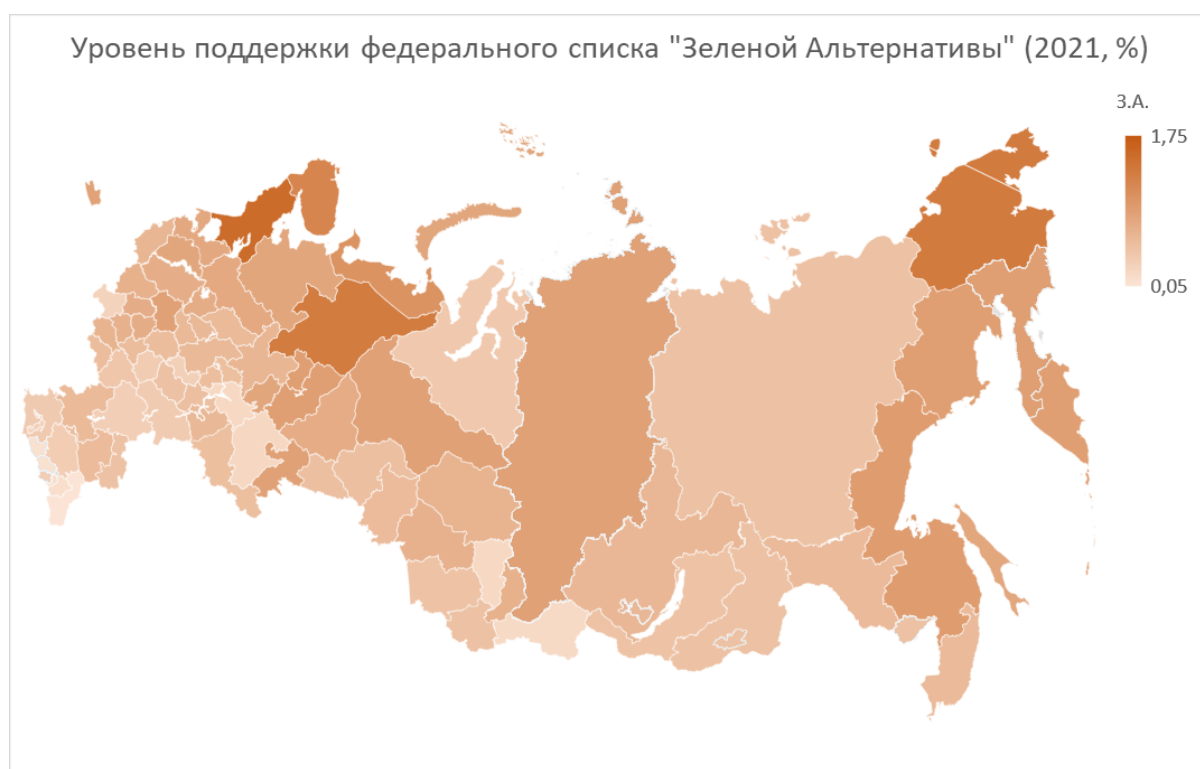 Уровень поддержки федерального списка "Зеленой Альтернативы" (2021, %)
З.А.
1,75
0,05